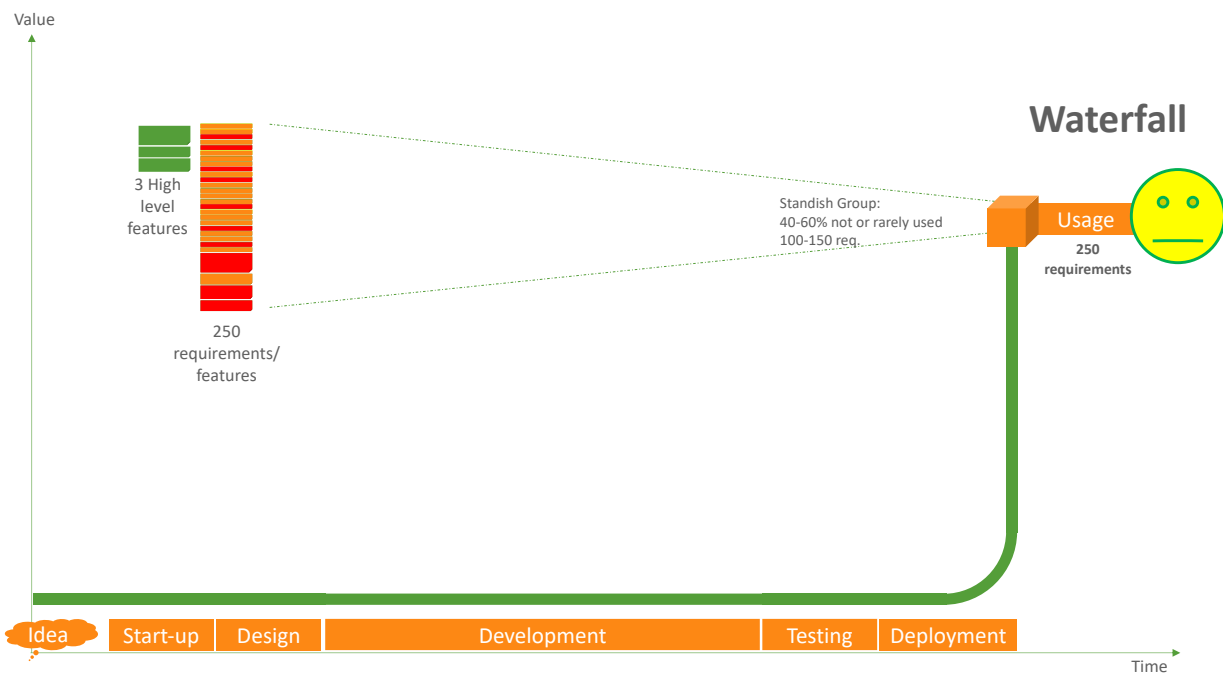 Value
Waterfall
3 High
level
features
250
requirements/
features
Standish Group:
40-60% not or rarely used
100-150 req.
Usage
250
requirements
Idea
Start-up
Design
Development
Testing
Deployment
Time